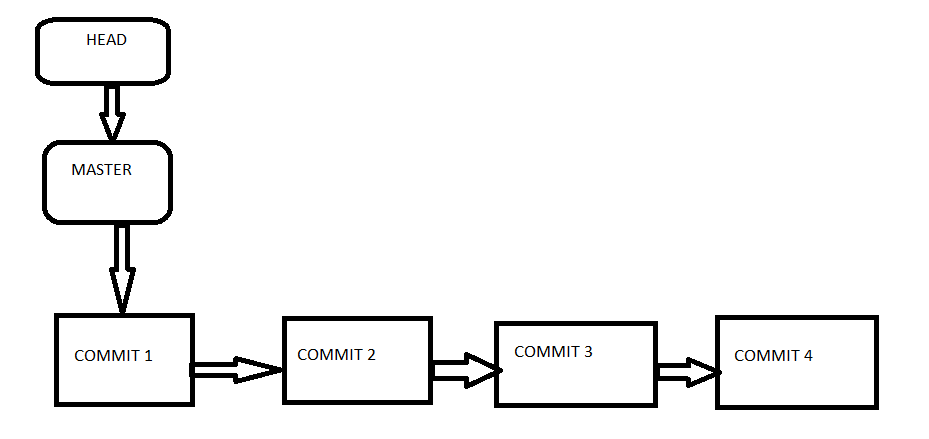 HEAD
MASTER
COMMIT 1
COMMIT 2
COMMIT 3
COMMIT 4